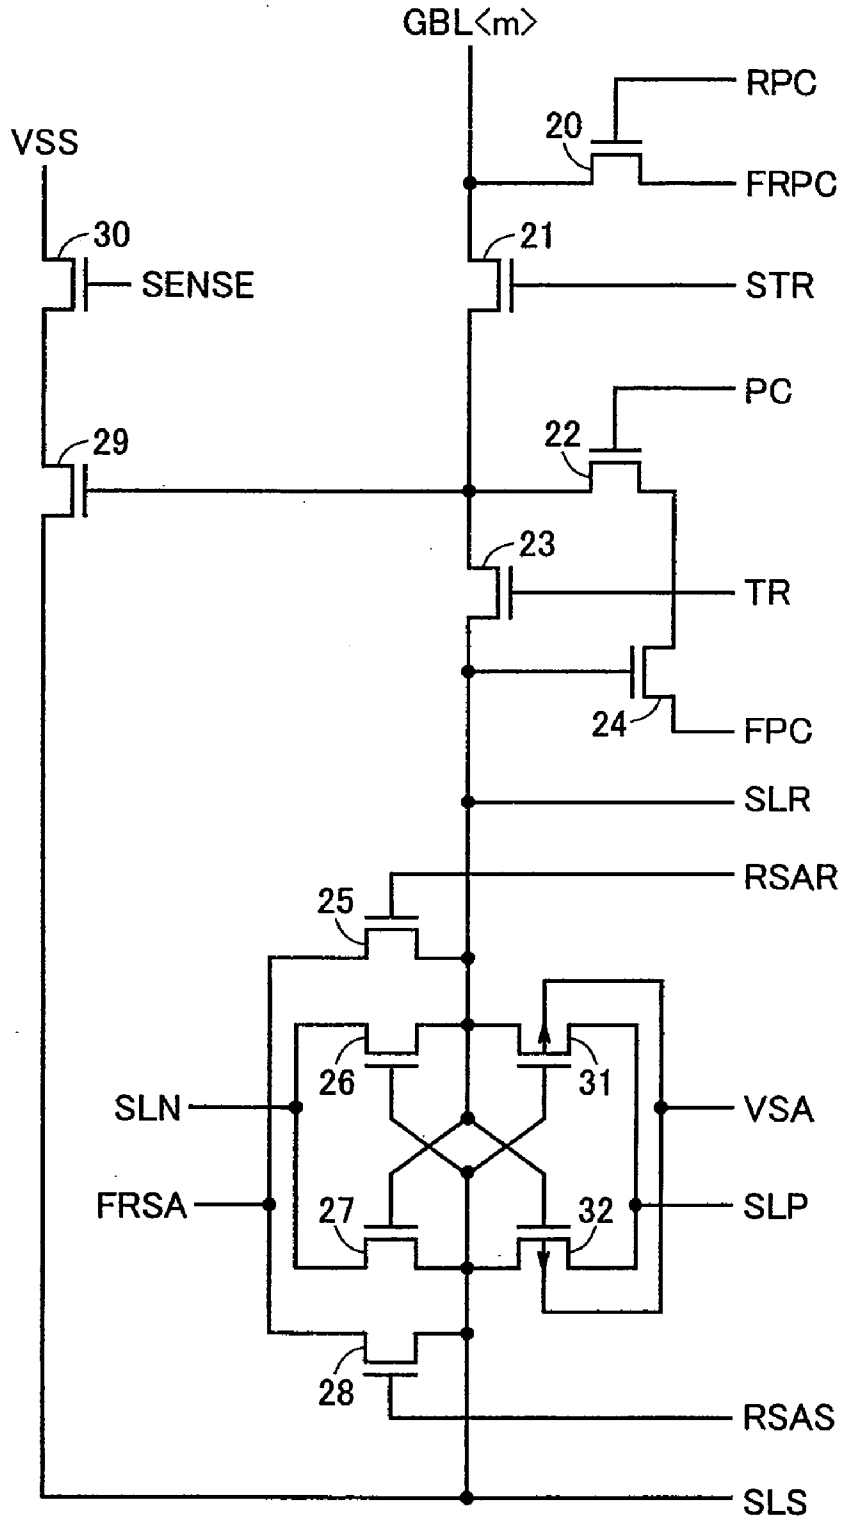 GBL<m>
RPC
VSS
20
FRPC
30
21
SENSE
STR
PC
29
22
23
TR
24
FPC
SLR
RSAR
25
26
31
SLN
VSA
FRSA
27
32
SLP
28
RSAS
SLS